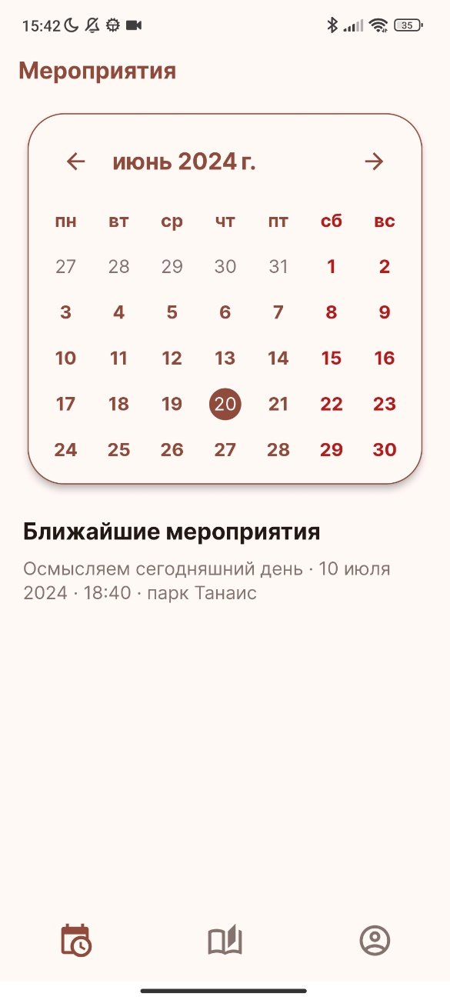 15:42 35
Мероприятия
июнь 2024 г.
пн вт ср чт пт сб вс
27 28 29 30 31 1 2
3 4 5 6 7 8 9
10 11 12 13 14 15 16
17 18 19 20 21 22 23
24 25 26 27 28 29 30
Ближайшие мероприятия
Осмысляем сегодняшний день · 10 июля
2024 · 18:40 · парк Танаис